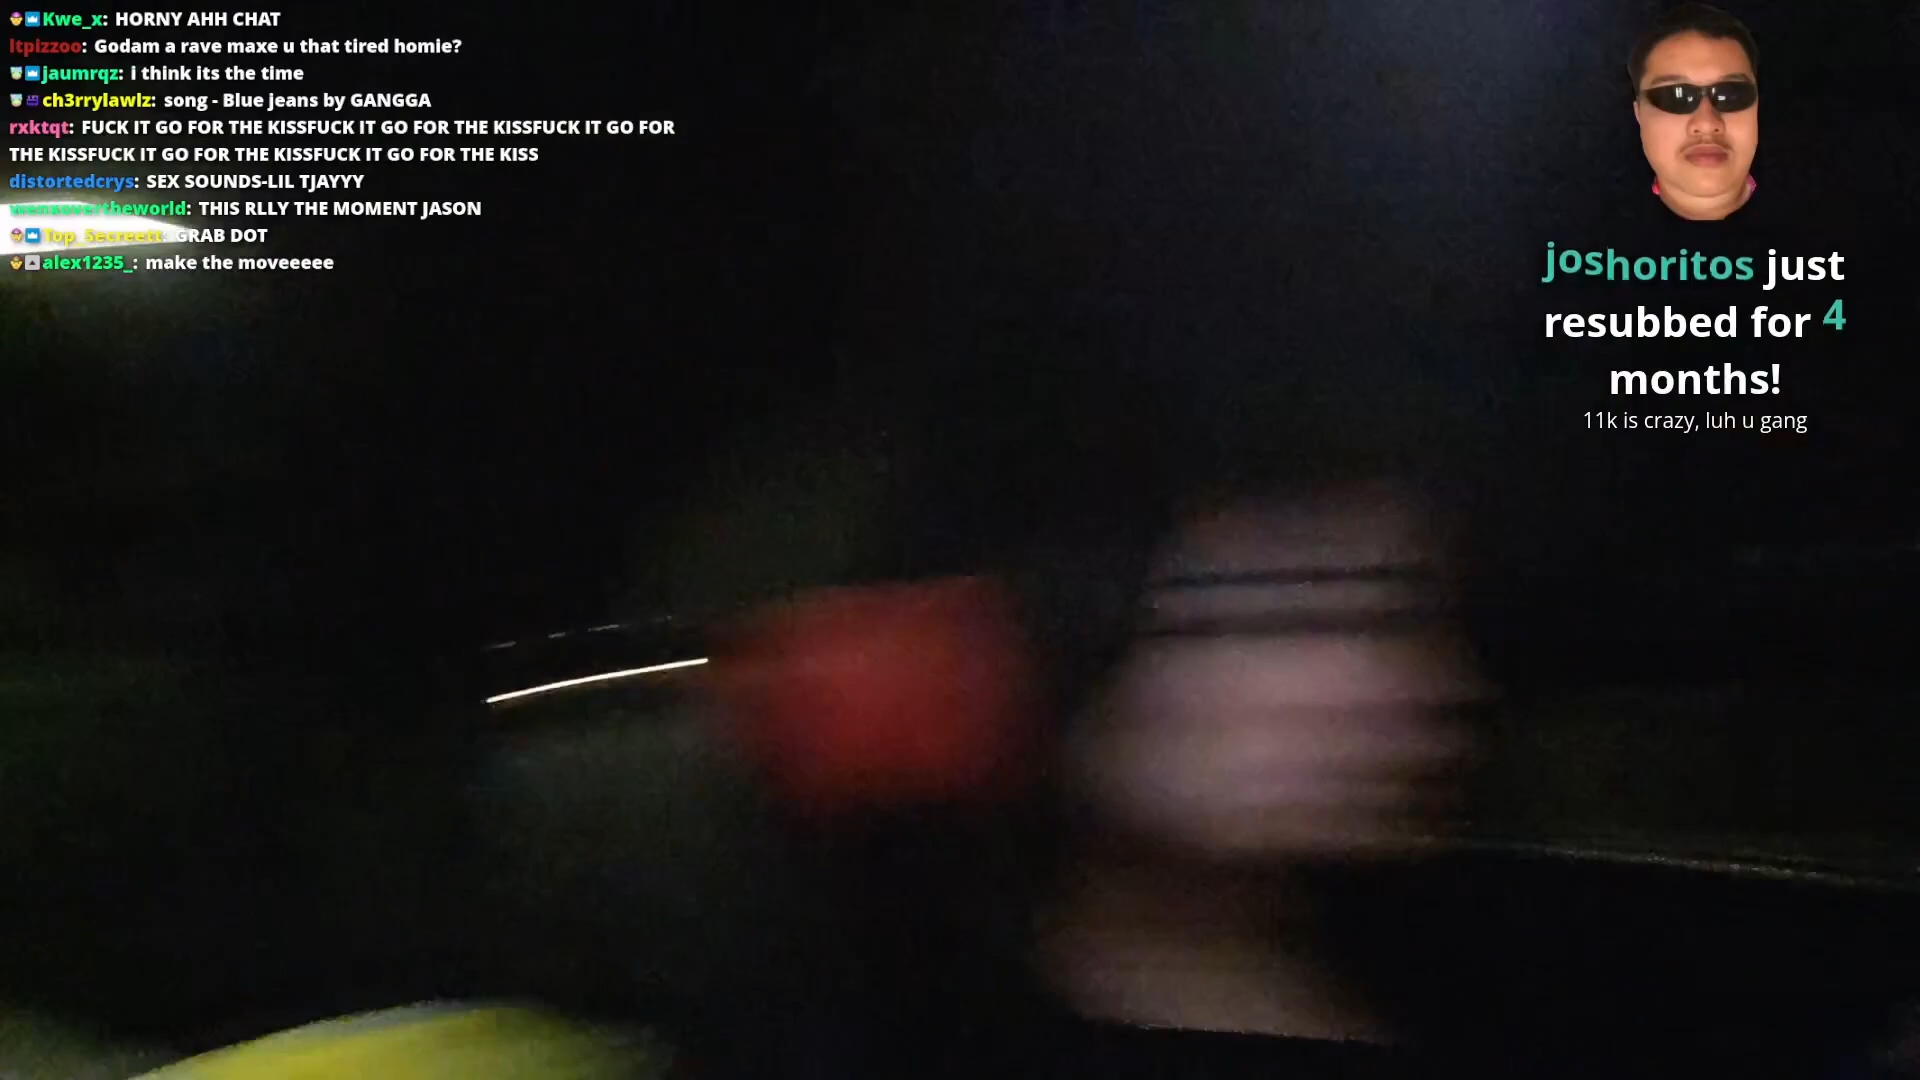 Kwe_x: HORNY AHH CHAT
ltpizzoo: Godam a rave maxe u that tired homie?
jaumrqz: i think its the time
ch3rrylawlz: song - Blue jeans by GANGGA
rxktqt: FUCK IT GO FOR THE KISSFUCK IT GO FOR THE KISSFUCK IT GO FOR
THE KISSFUCK IT GO FOR THE KISSFUCK IT GO FOR THE KISS
distortedcrys: SEX SOUNDS-LIL TJAYYY
wenxovertheworld: THIS RLLY THE MOMENT JASON
Top_Secreett: GRAB DOT
alex1235_: make the moveeeee
joshoritos just
resubbed for 4
months!
11k is crazy, luh u gang